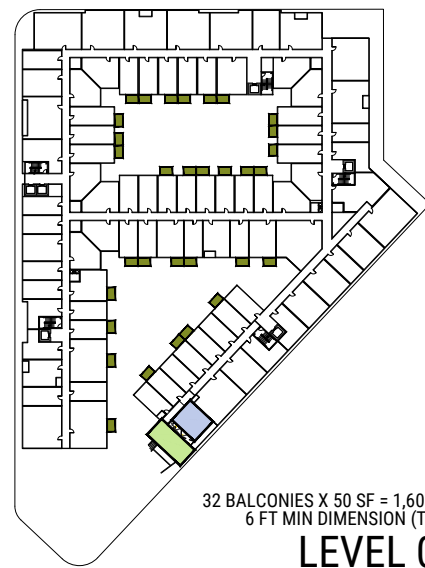 32 BALCONIES X 50 SF = 1,60
6 FT MIN DIMENSION (T
LEVEL